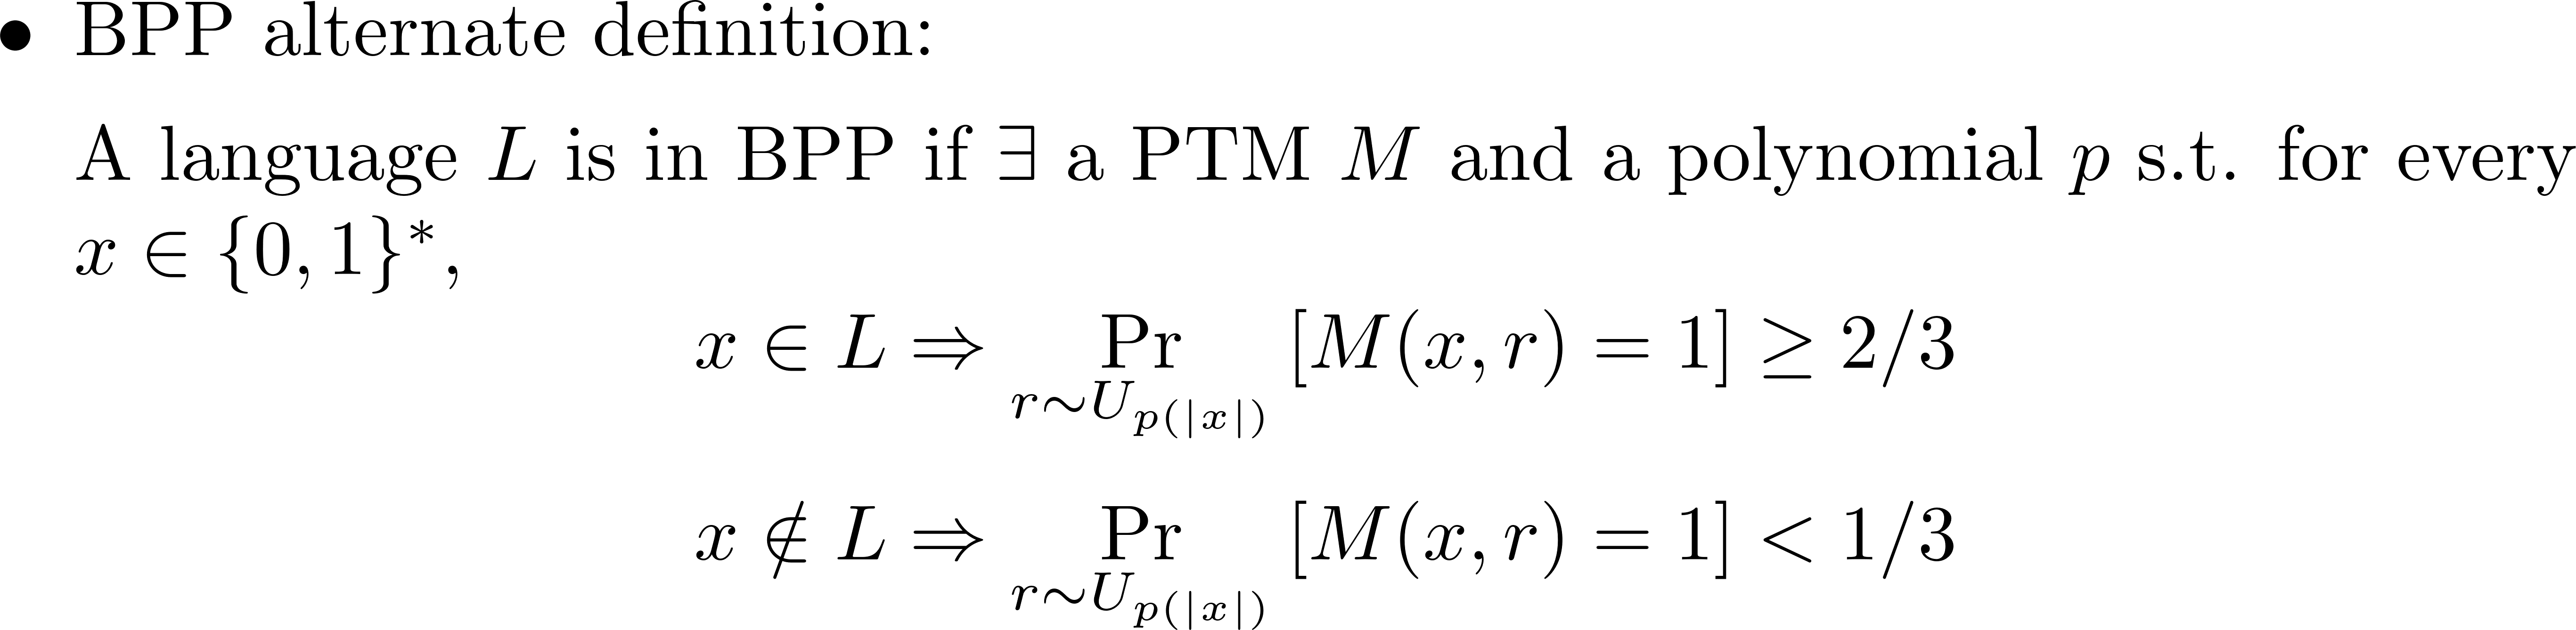 • BPP alternate definition:
A language L is in BPP if ∃ a PTM M and a polynomial p s.t. for every
x ∈ {0, 1}*,
x ∈ L ⇒ Pr_{r∼U_{p(|x|)}} [M(x, r) = 1] ≥ 2/3
x ∉ L ⇒ Pr_{r∼U_{p(|x|)}} [M(x, r) = 1] < 1/3